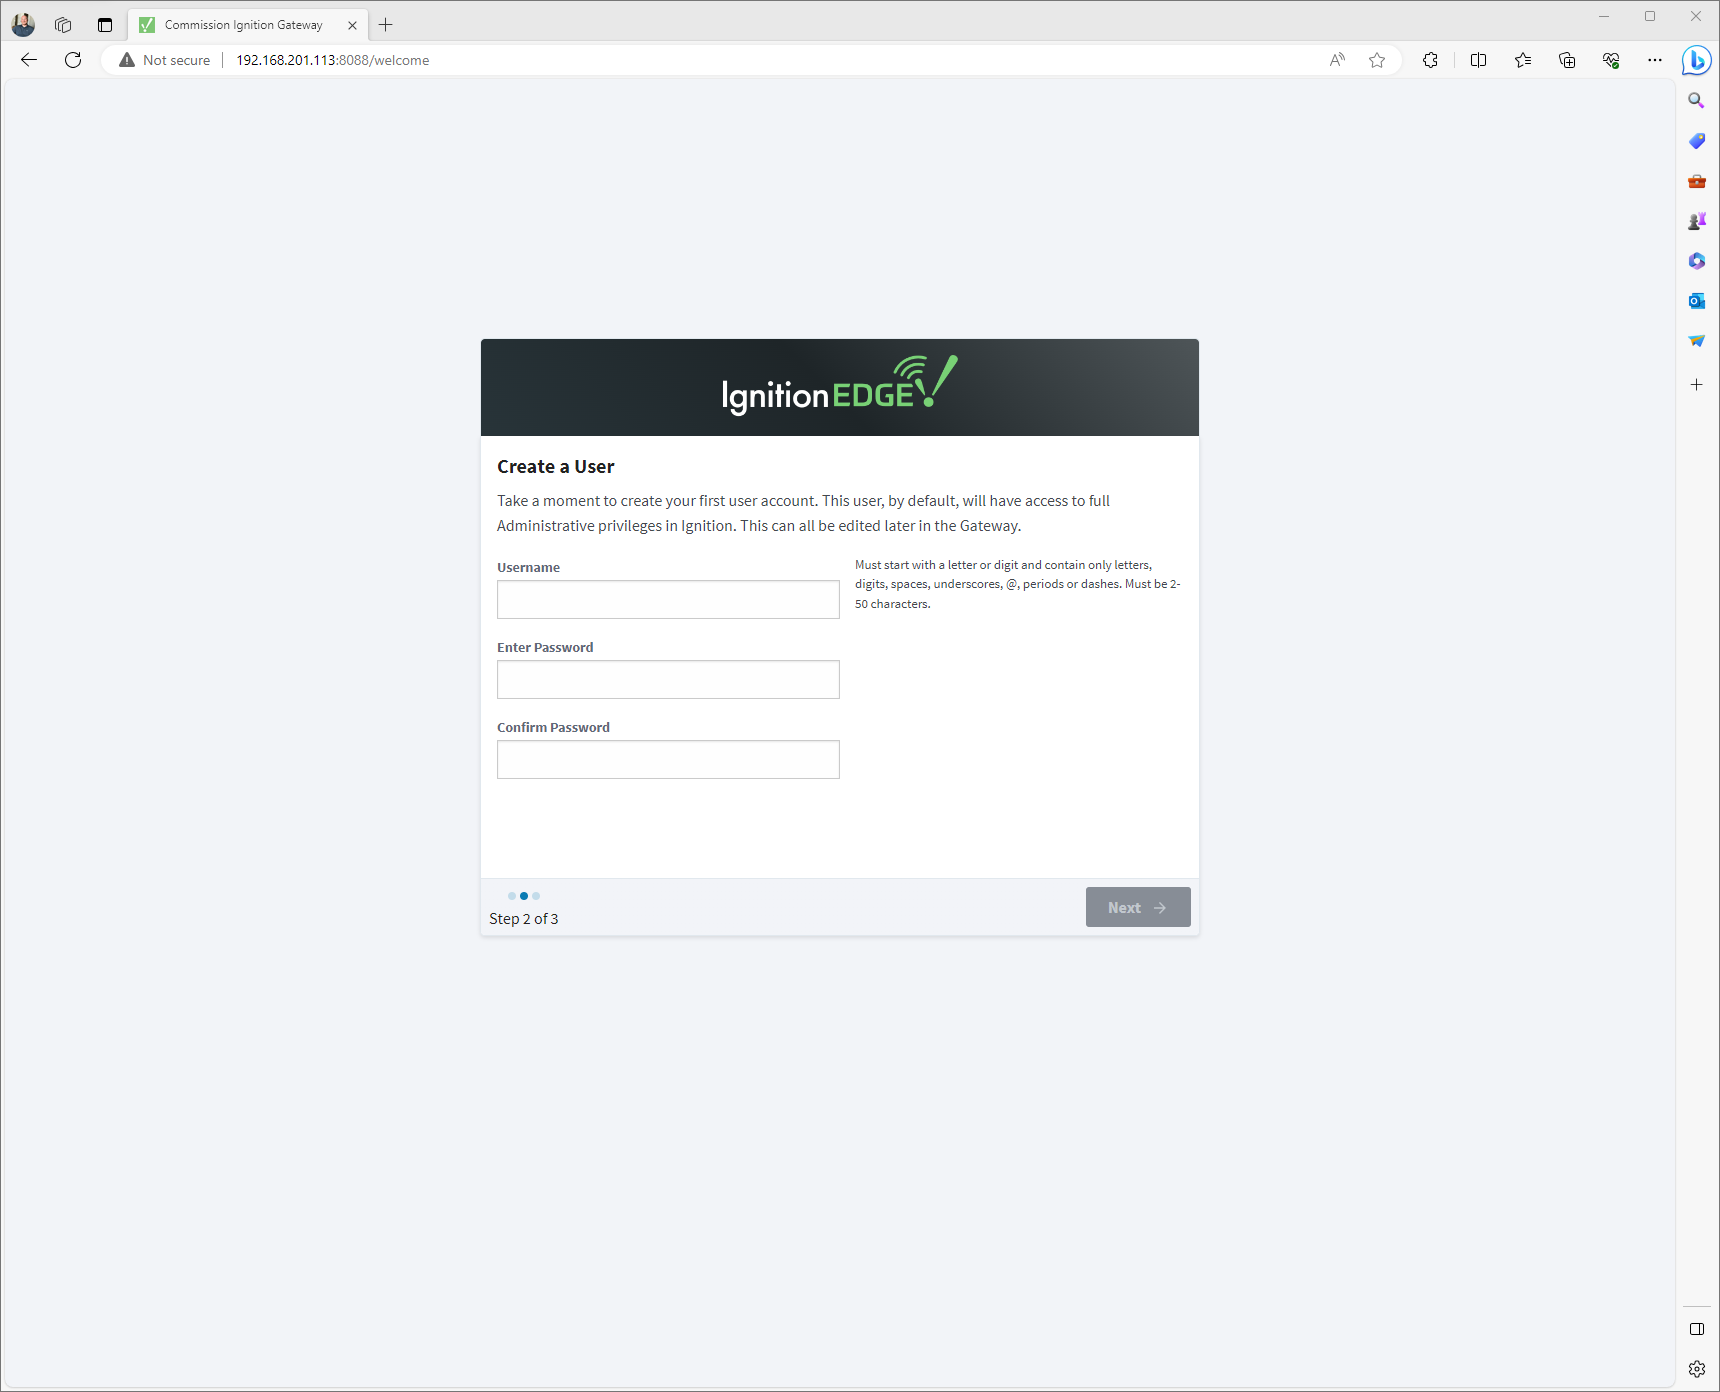 Commission Ignition Gateway
Not secure
192.168.201.113:8088/welcome
Ignition EDGE
Create a User
Take a moment to create your first user account. This user, by default, will have access to full
Administrative privileges in Ignition. This can all be edited later in the Gateway.
Username
Must start with a letter or digit and contain only letters,
digits, spaces, underscores, @, periods or dashes. Must be 2-
50 characters.
Enter Password
Confirm Password
Step 2 of 3
Next